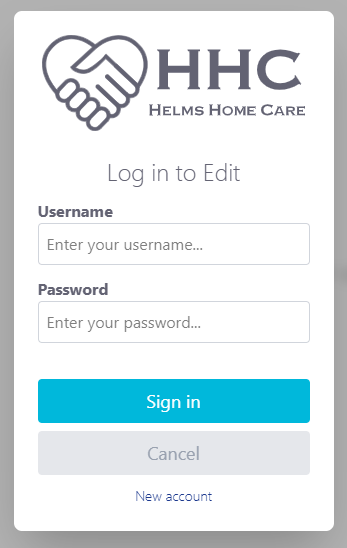 HHC
Helms Home Care
Log in to Edit
Username
Enter your username...
Password
Enter your password...
Sign in
Cancel
New account